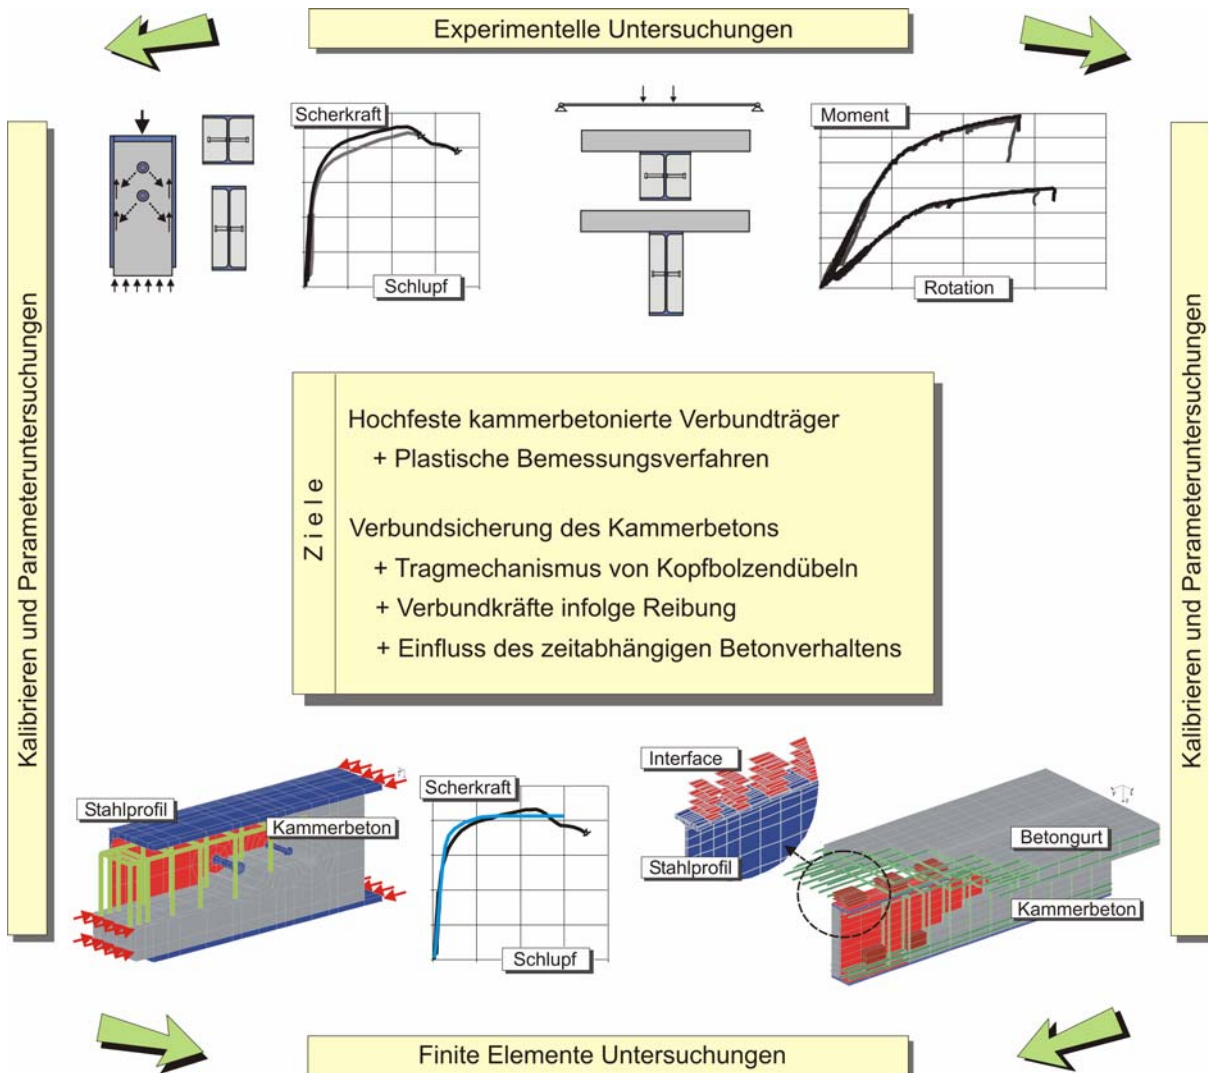 Experimentelle Untersuchungen
Kalibrieren und Parameteruntersuchungen
Scherkraft
Schlupf
Moment
Rotation
Kalibrieren und Parameteruntersuchungen
Ziele
Hochfeste kammerbetonierte Verbundträger
+ Plastische Bemessungsverfahren
Verbundsicherung des Kammerbetons
+ Tragmechanismus von Kopfbolzendübeln
+ Verbundkräfte infolge Reibung
+ Einfluss des zeitabhängigen Betonverhaltens
Stahlprofil
Kammerbeton
Scherkraft
Schlupf
Interface
Stahlprofil
Betongurt
Kammerbeton
Finite Elemente Untersuchungen